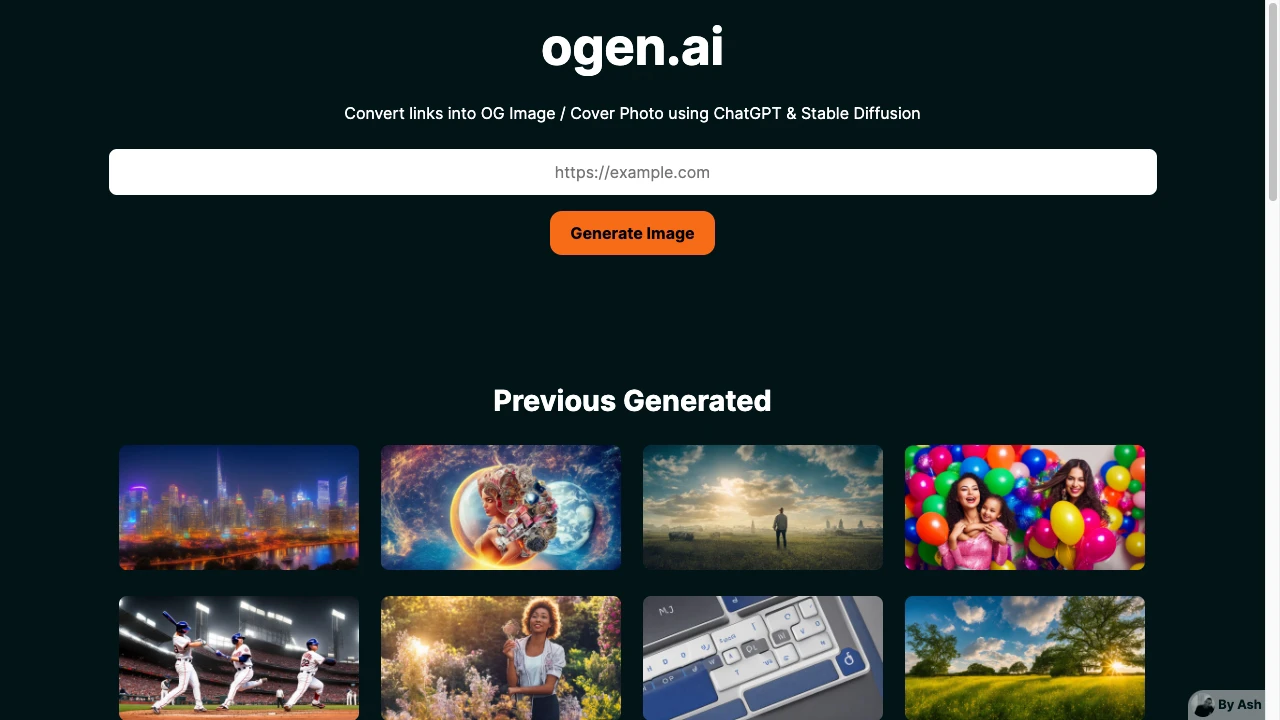 ogen.ai
Convert links into OG Image / Cover Photo using ChatGPT & Stable Diffusion
https://example.com
Generate Image
Previous Generated
By Ash